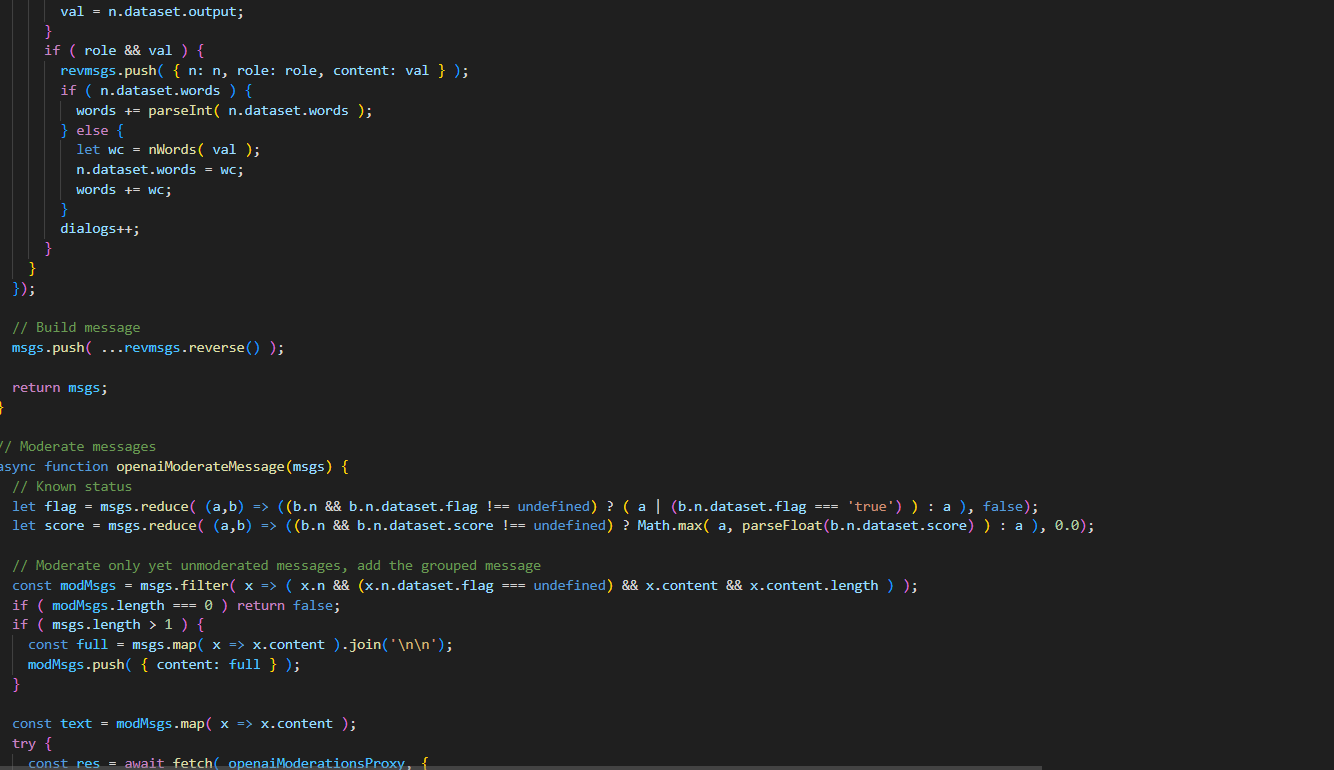 val = n.dataset.output;
}
if ( role && val ) {
revmsgs.push( { n: n, role: role, content: val } );
if ( n.dataset.words ) {
words += parseInt( n.dataset.words );
} else {
let wc = nWords( val );
n.dataset.words = wc;
words += wc;
}
dialogs++;
}
}
});
// Build message
msgs.push( ...revmsgs.reverse() );
return msgs;
}
// Moderate messages
async function openaiModerateMessage(msgs) {
// Known status
let flag = msgs.reduce( (a,b) => ((b.n && b.n.dataset.flag !== undefined) ? ( a | (b.n.dataset.flag === 'true') ) : a ), false);
let score = msgs.reduce( (a,b) => ((b.n && b.n.dataset.score !== undefined) ? Math.max( a, parseFloat(b.n.dataset.score) ) : a ), 0.0);
// Moderate only yet unmoderated messages, add the grouped message
const modMsgs = msgs.filter( x => ( x.n && (x.n.dataset.flag === undefined) && x.content && x.content.length ) );
if ( modMsgs.length === 0 ) return false;
if ( msgs.length > 1 ) {
const full = msgs.map( x => x.content ).join('\n\n');
modMsgs.push( { content: full } );
}
const text = modMsgs.map( x => x.content );
try {
const res = await fetch( openaiModerationsProxy, {